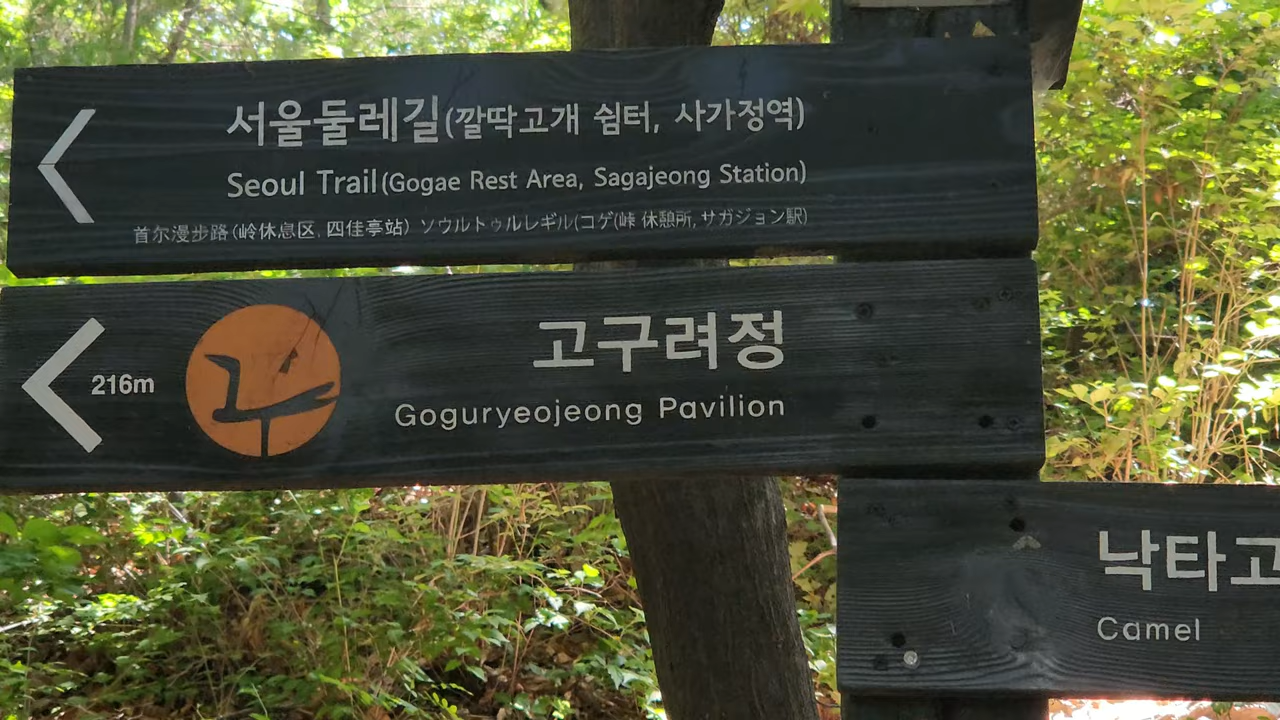 서울둘레길(깔딱고개 쉼터, 사가정역)
Seoul Trail(Gogae Rest Area, Sagajeong Station)
首尔漫步路(岭休息区, 四佳亭站) ソウルトゥルレギル(コゲ(峠 休憩所, サガジョン駅)
216m
고구려정
Goguryeojeong Pavilion
낙타고
Camel